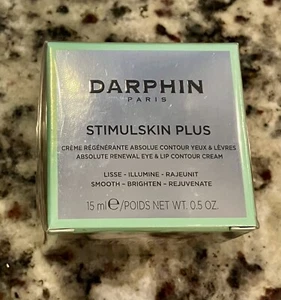 DARPHIN
PARIS
STIMULSKIN PLUS
CRÈME RÉGÉNÉRANTE ABSOLUE CONTOUR YEUX & LÈVRES
ABSOLUTE RENEWAL EYE & LIP CONTOUR CREAM
LISSE – ILLUMINE – RAJEUNIT
SMOOTH – BRIGHTEN – REJUVENATE
15 ml℮/POIDS NET WT. 0.5 OZ.